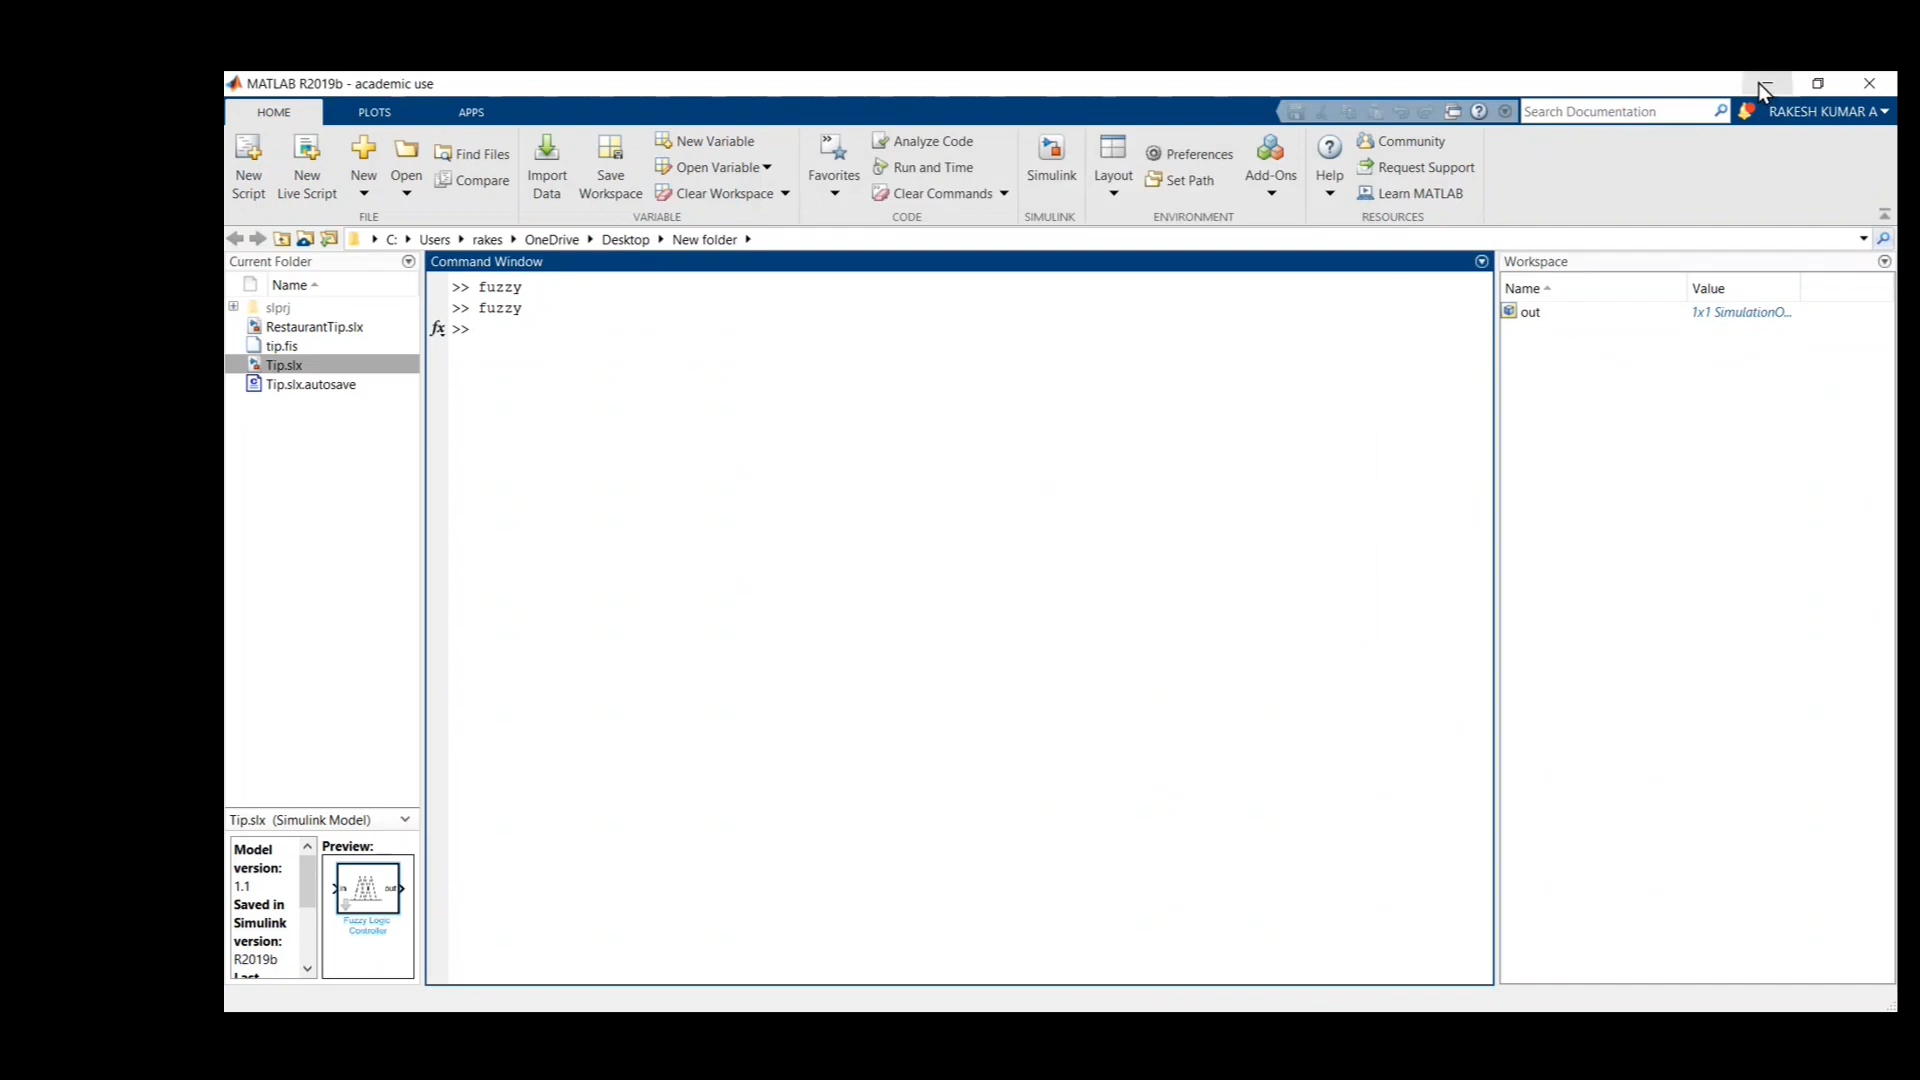 MATLAB R2019b - academic use
HOME PLOTS APPS
Search Documentation
RAKESH KUMAR A
New Script
New Live Script
New
Open
Find Files
Compare
Import Data
Save Workspace
New Variable
Open Variable
Clear Workspace
Favorites
Analyze Code
Run and Time
Clear Commands
Simulink
Layout
Preferences
Set Path
Add-Ons
Help
Community
Request Support
Learn MATLAB
FILE VARIABLE CODE SIMULINK ENVIRONMENT RESOURCES
C: Users rakes OneDrive Desktop New folder
Current Folder
Name
slprj
RestaurantTip.slx
tip.fis
Tip.slx
Tip.slx.autosave
Tip.slx (Simulink Model)
Model
version:
1.1
Saved in
Simulink
version:
R2019b
Last
Preview:
in out
Fuzzy Logic
Controller
Command Window
>> fuzzy
>> fuzzy
fx >>
Workspace
Name Value
out 1x1 SimulationO...